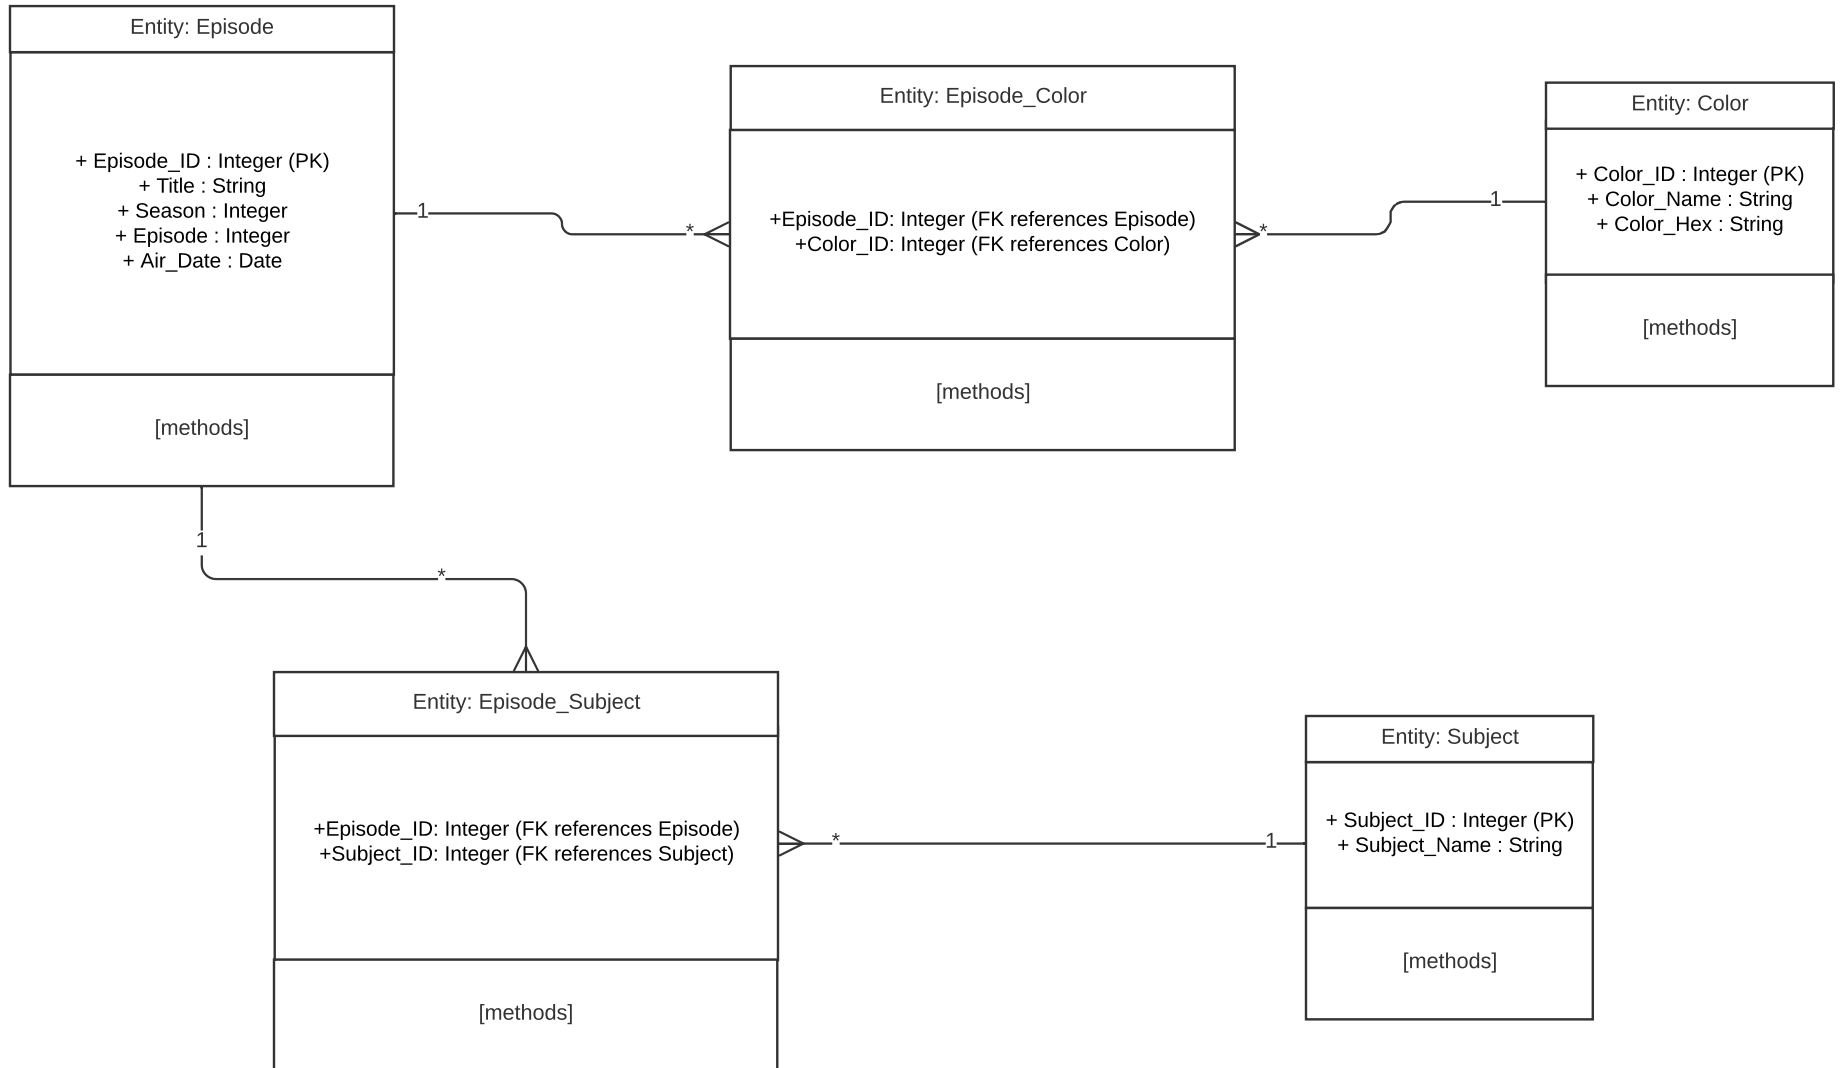 Entity: Episode
+ Episode_ID : Integer (PK)
+ Title : String
+ Season : Integer
+ Episode : Integer
+ Air_Date : Date
[methods]
1
*
Entity: Episode_Color
+Episode_ID: Integer (FK references Episode)
+Color_ID: Integer (FK references Color)
[methods]
*
1
Entity: Color
+ Color_ID : Integer (PK)
+ Color_Name : String
+ Color_Hex : String
[methods]
1
*
Entity: Episode_Subject
+Episode_ID: Integer (FK references Episode)
+Subject_ID: Integer (FK references Subject)
[methods]
*
1
Entity: Subject
+ Subject_ID : Integer (PK)
+ Subject_Name : String
[methods]